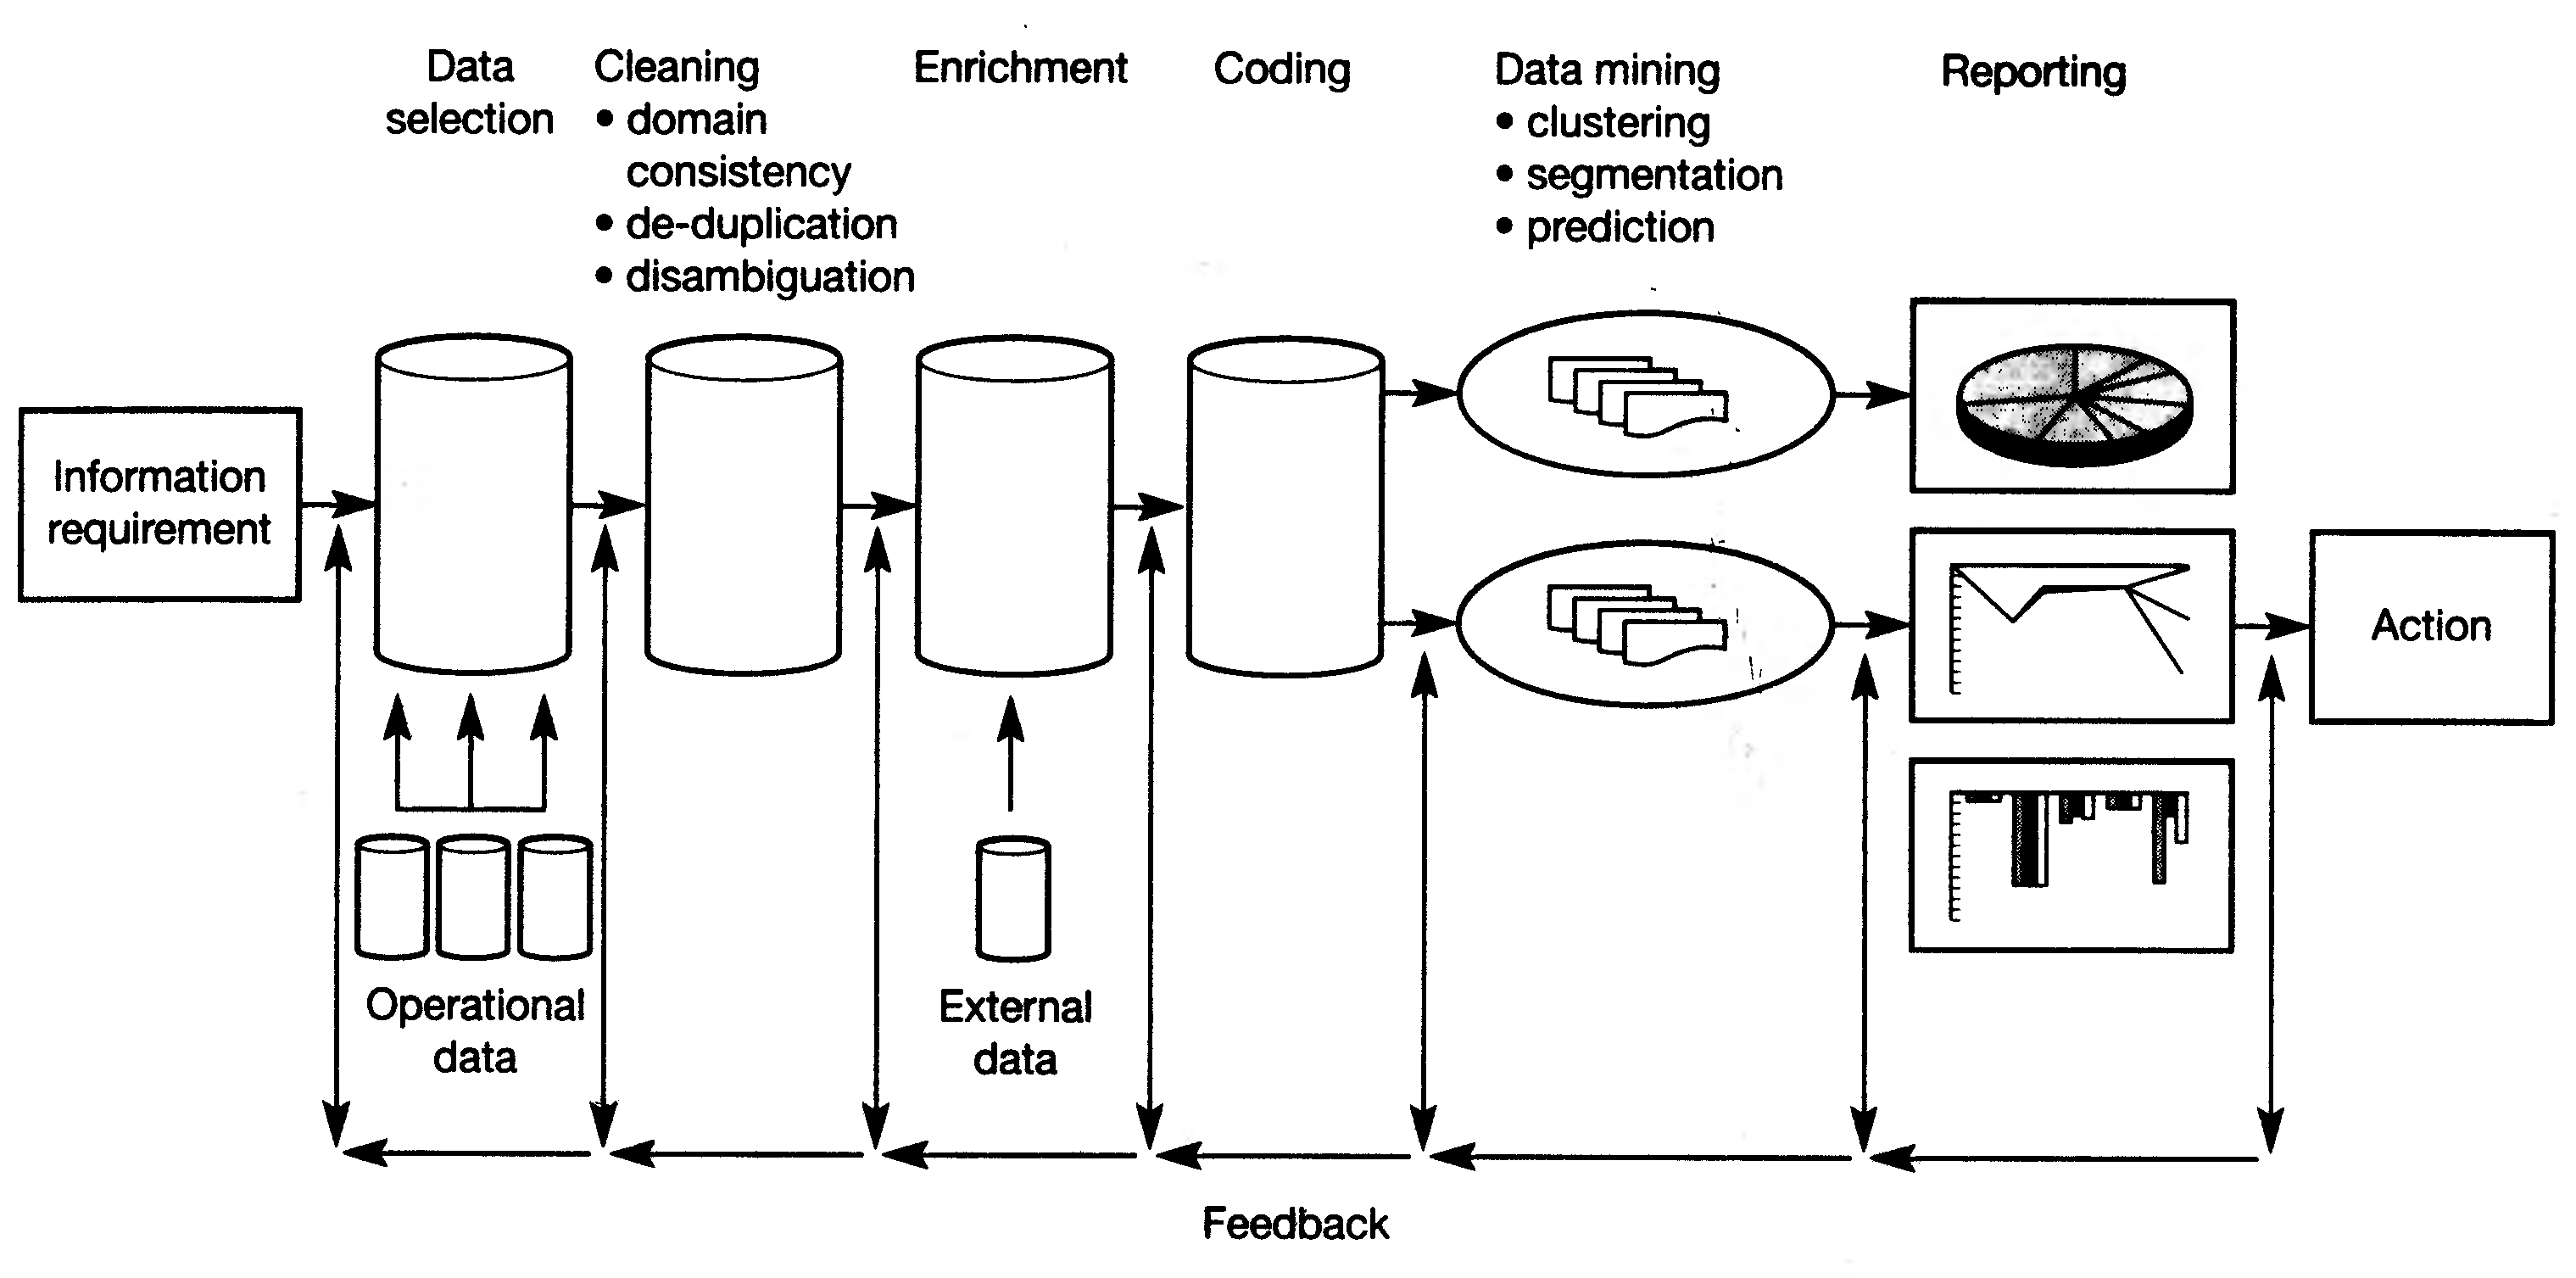 Data
selection
Cleaning
• domain
consistency
• de-duplication
• disambiguation
Enrichment
Coding
Data mining
• clustering
• segmentation
• prediction
Reporting
Information
requirement
Action
Operational
data
External
data
Feedback